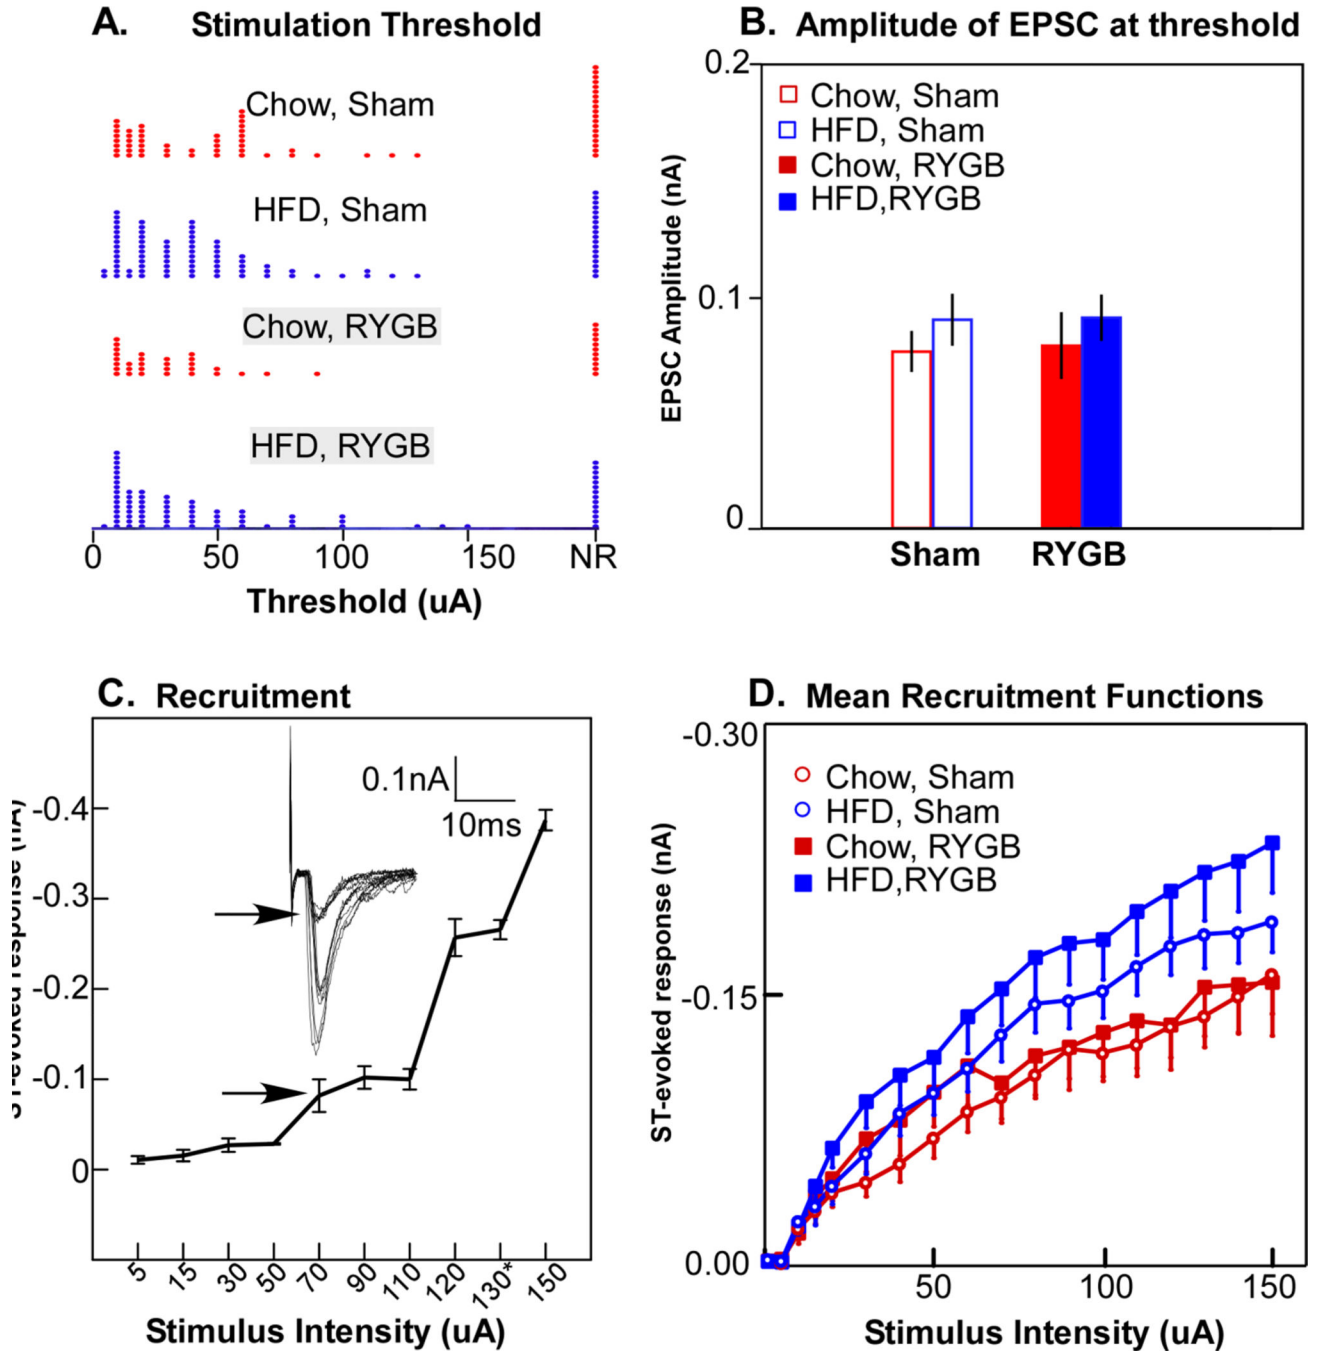 A. Stimulation Threshold
Chow, Sham
HFD, Sham
Chow, RYGB
HFD, RYGB
0 50 100 150 NR
Threshold (uA)
B. Amplitude of EPSC at threshold
0.2
Chow, Sham
HFD, Sham
Chow, RYGB
HFD,RYGB
EPSC Amplitude (nA)
0.1
0
Sham RYGB
C. Recruitment
0.1nA
10ms
-0.4
-0.3
-0.2
-0.1
0
ST-evoked response (nA)
5 15 30 50 70 90 110 120 130* 150
Stimulus Intensity (uA)
D. Mean Recruitment Functions
-0.30
Chow, Sham
HFD, Sham
Chow, RYGB
HFD,RYGB
ST-evoked response (nA)
-0.15
0.00
50 100 150
Stimulus Intensity (uA)